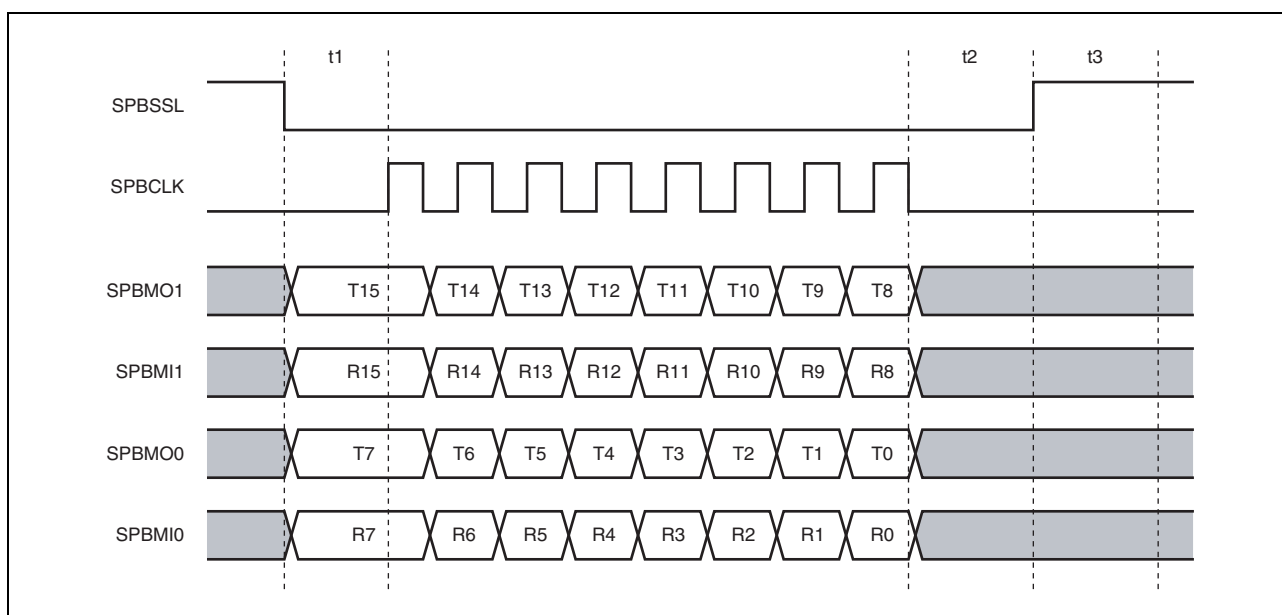 t1 t2 t3
SPBSSL
SPBCLK
SPBMO1 T15 T14 T13 T12 T11 T10 T9 T8
SPBMI1 R15 R14 R13 R12 R11 R10 R9 R8
SPBMO0 T7 T6 T5 T4 T3 T2 T1 T0
SPBMI0 R7 R6 R5 R4 R3 R2 R1 R0